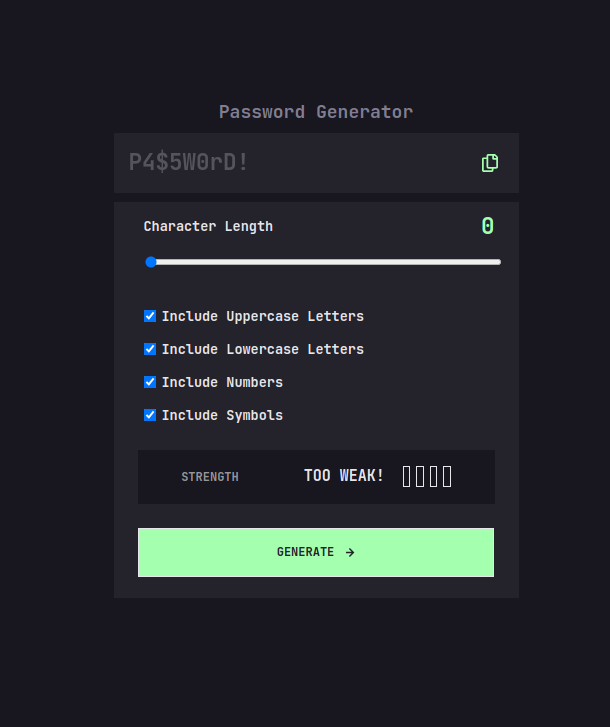 Password Generator
P4$5W0rD!
Character Length 0
Include Uppercase Letters
Include Lowercase Letters
Include Numbers
Include Symbols
STRENGTH TOO WEAK!
GENERATE →